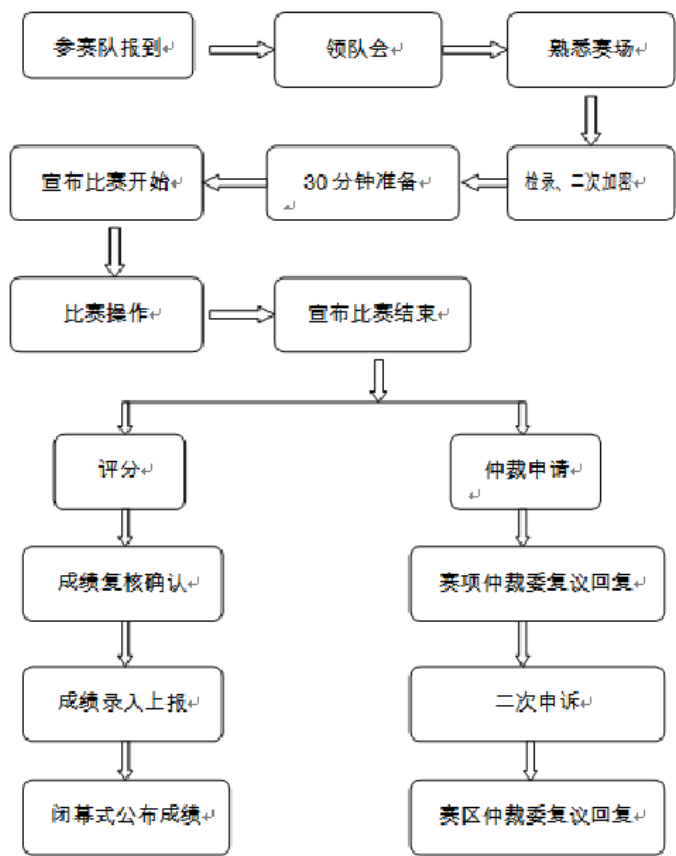 参赛队报到
领队会
熟悉赛场
检录、二次加密
30分钟准备
宣布比赛开始
比赛操作
宣布比赛结束
评分
仲裁申请
成绩复核确认
赛项仲裁委复议回复
成绩录入上报
二次申诉
闭幕式公布成绩
赛区仲裁委复议回复